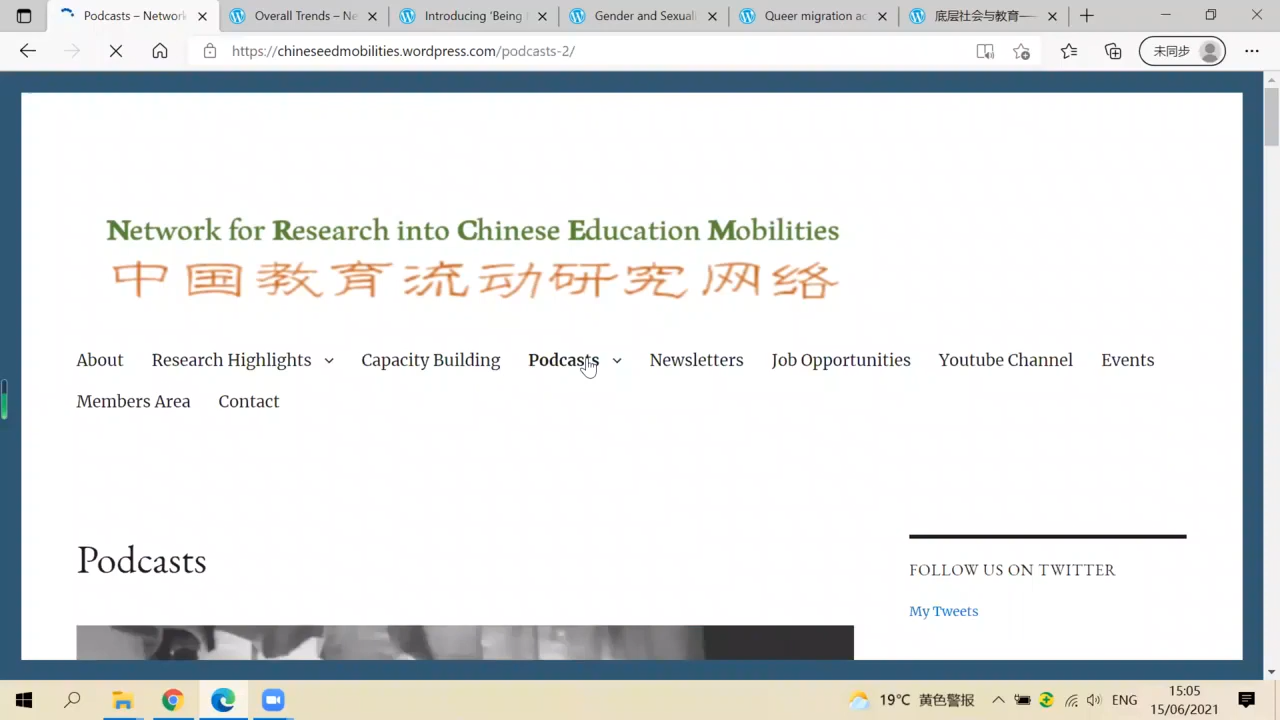 Podcasts – Network
Overall Trends – Ne
Introducing 'Being
Gender and Sexuali
Queer migration ac
底层社会与教育—
https://chineseedmobilities.wordpress.com/podcasts-2/
未同步
Network for Research into Chinese Education Mobilities
中国教育流动研究网络
About Research Highlights Capacity Building Podcasts Newsletters Job Opportunities Youtube Channel Events
Members Area Contact
Podcasts
FOLLOW US ON TWITTER
My Tweets
19°C 黄色警报
ENG
15:05
15/06/2021